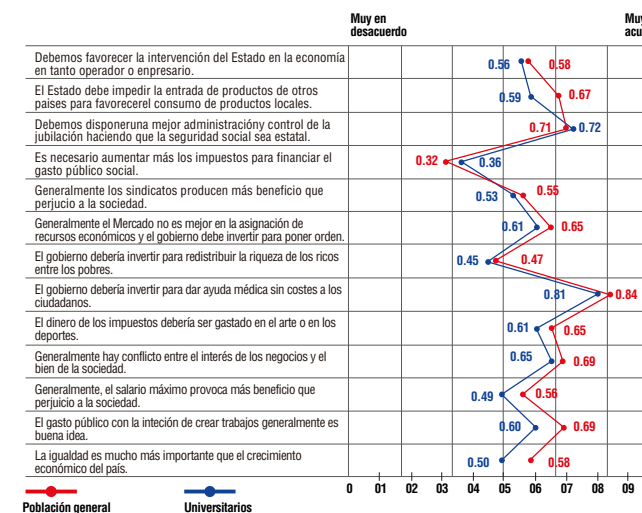 Muy en
desacuerdo
Muy
acu
Debemos favorecer la intervención del Estado en la economía
en tanto operador o enpresario.
0.56 0.58
El Estado debe impedir la entrada de productos de otros
paises para favorecerel consumo de productos locales.
0.59 0.67
Debemos disponeruna mejor administracióny control de la
jubilación haciendo que la seguridad social sea estatal.
0.71 0.72
Es necesario aumentar más los impuestos para financiar el
gasto público social.
0.32 0.36
Generalmente los sindicatos producen más beneficio que
perjucio a la sociedad.
0.53 0.55
Generalmente el Mercado no es mejor en la asignación de
recursos económicos y el gobierno debe invertir para poner orden.
0.61 0.65
El gobierno debería invertir para redistribuir la riqueza de los ricos
entre los pobres.
0.45 0.47
El gobierno debería invertir para dar ayuda médica sin costes a los
ciudadanos.
0.81 0.84
El dinero de los impuestos debería ser gastado en el arte o en los
deportes.
0.61 0.65
Generalmente hay conflicto entre el interés de los negocios y el
bien de la sociedad.
0.65 0.69
Generalmente, el salario máximo provoca más beneficio que
perjuicio a la sociedad.
0.49 0.56
El gasto público con la inteción de crear trabajos generalmente es
buena idea.
0.60 0.69
La igualdad es mucho más importante que el crecimiento
económico del país.
0.50 0.58
0 01 02 03 04 05 06 07 08 09
Población general Universitarios